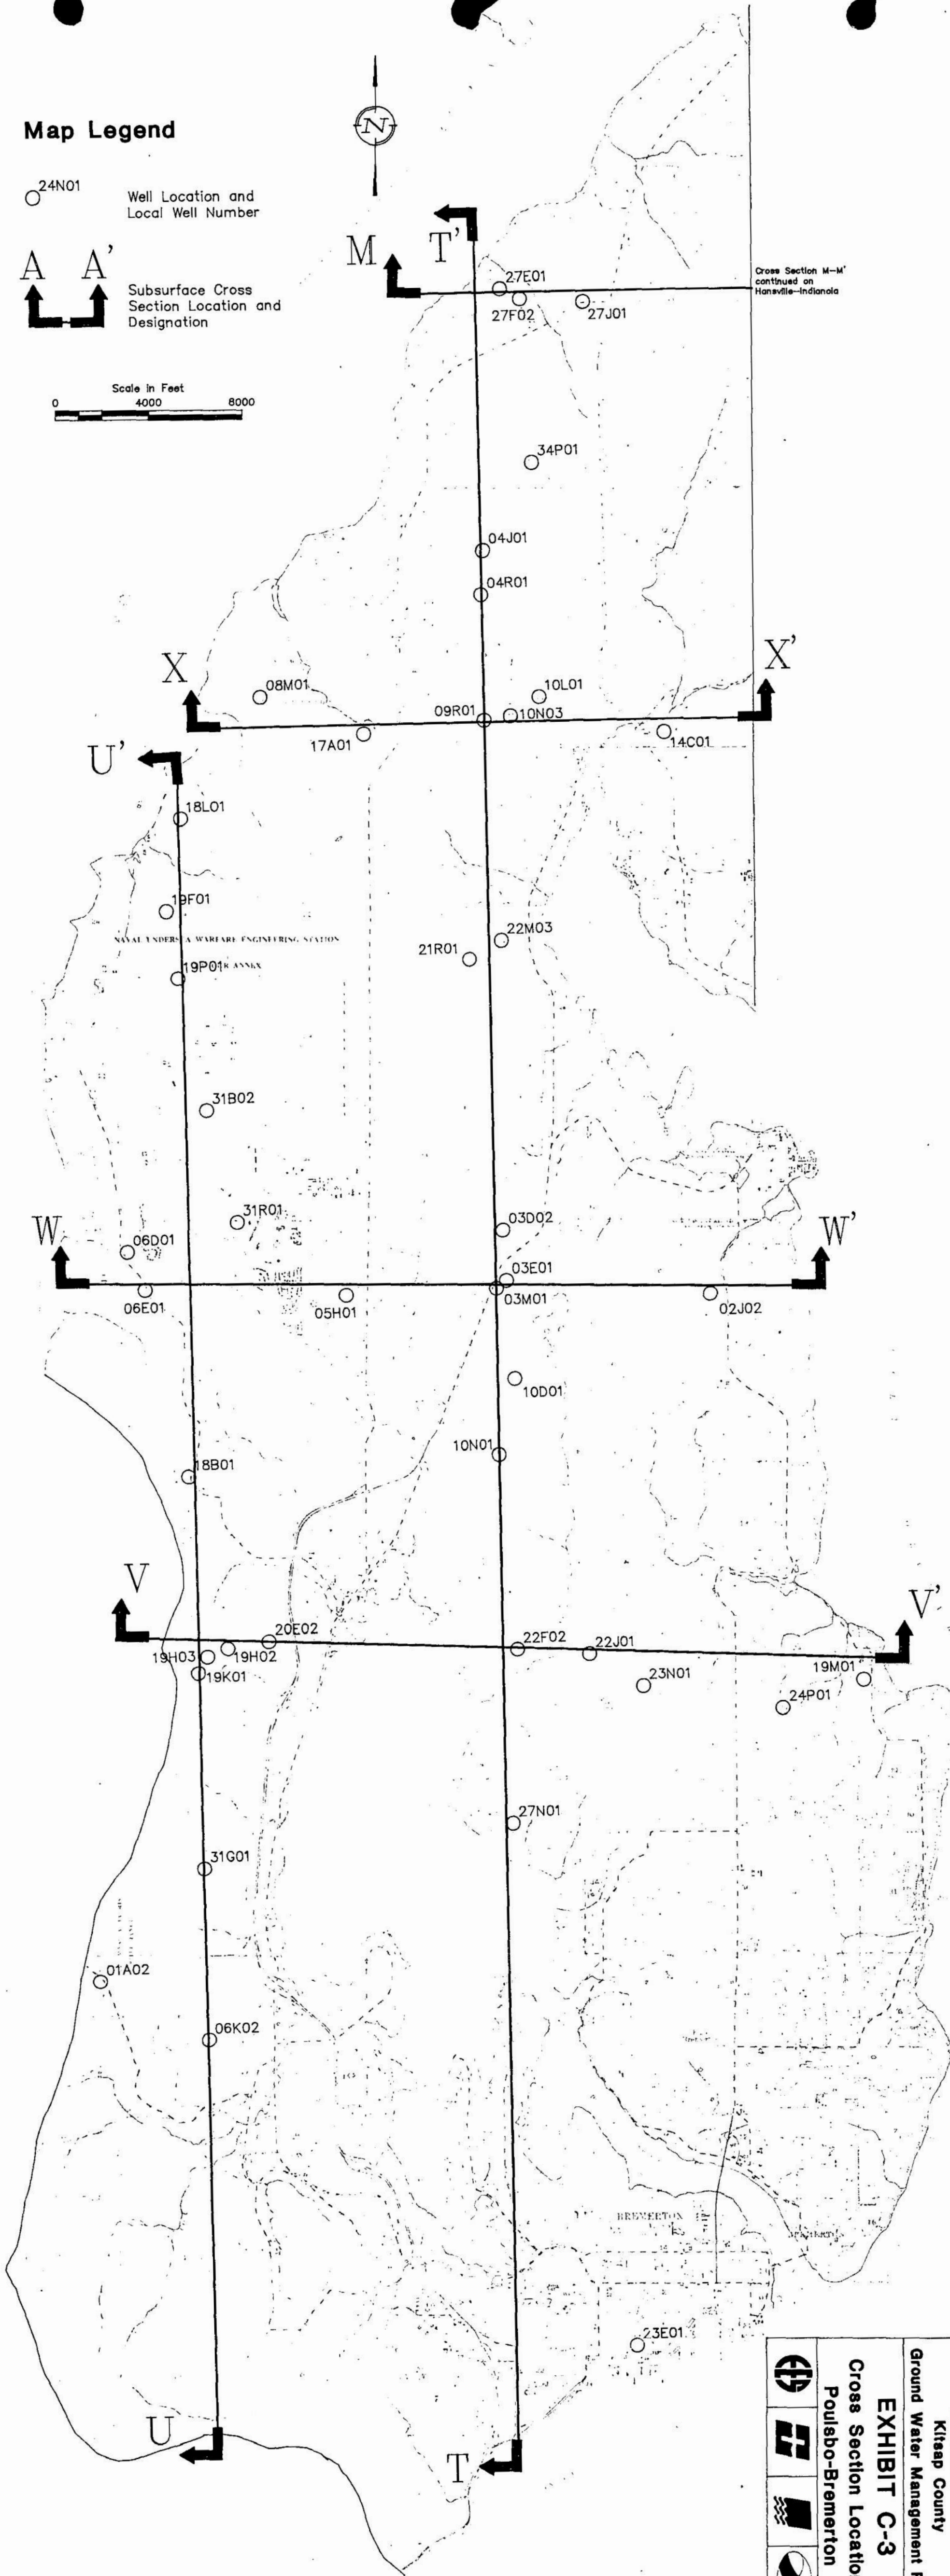 Map Legend
24N01
Well Location and
Local Well Number
A A'
Subsurface Cross
Section Location and
Designation
Scale in Feet
0 4000 8000
N
M
T'
27E01
27F02
27J01
Cross Section M-M'
continued on
Hansville-Indianola
34P01
04J01
04R01
X
X'
08M01
10L01
09R01
10N03
17A01
14C01
U'
18L01
19F01
22M03
NAVAL UNDERSEA WARFARE ENGINEERING STATION
21R01
19P01
ANNEX
31B02
31R01
03D02
W
W'
06D01
03E01
06E01
05H01
03M01
02J02
10D01
10N01
18B01
V
V'
20E02
22F02
22J01
19H03
19H02
19K01
23N01
19M01
24P01
27N01
31G01
01A02
06K02
BREMERTON
23E01
U
T
Kitsap County
Ground Water Management
EXHIBIT C-3
Cross Section
Poulsbo-Bremerton